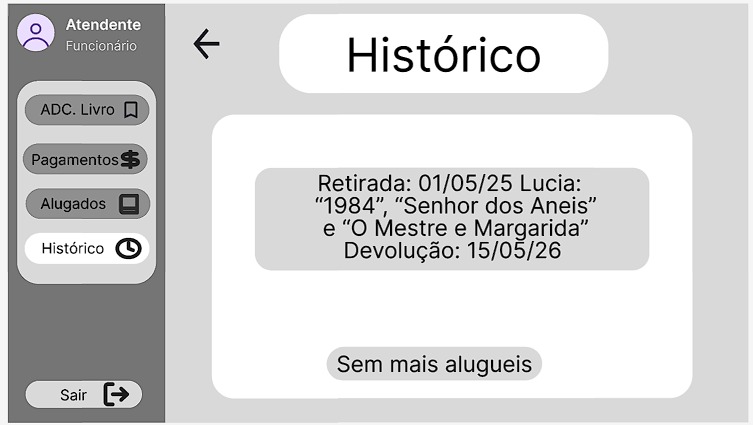 Atendente
Funcionário
ADC. Livro
Pagamentos
Alugados
Histórico
Sair
Histórico
Retirada: 01/05/25 Lucia:
“1984”, “Senhor dos Aneis”
e “O Mestre e Margarida”
Devolução: 15/05/26
Sem mais alugueis